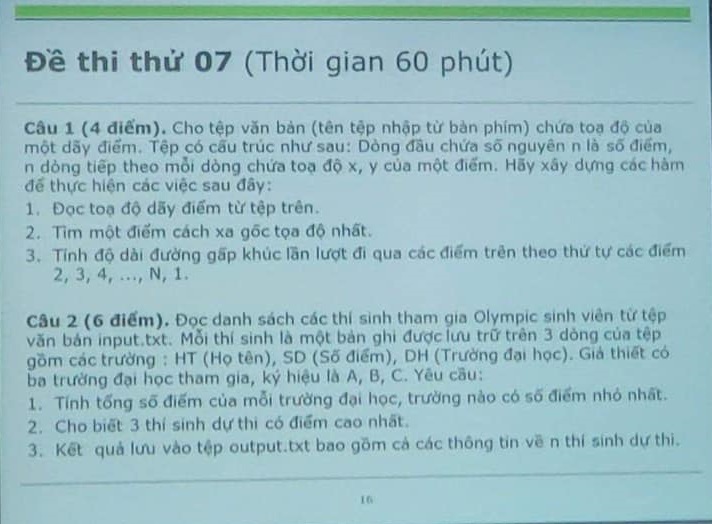 Đề thi thử 07 (Thời gian 60 phút)
Câu 1 (4 điểm). Cho tệp văn bản (tên tệp nhập từ bàn phím) chứa toạ độ của
một dãy điểm. Tệp có cấu trúc như sau: Dòng đầu chứa số nguyên n là số điểm,
n dòng tiếp theo mỗi dòng chứa toạ độ x, y của một điểm. Hãy xây dựng các hàm
để thực hiện các việc sau đây:
1. Đọc toạ độ dãy điểm từ tệp trên.
2. Tìm một điểm cách xa gốc tọa độ nhất.
3. Tính độ dài đường gấp khúc lần lượt đi qua các điểm trên theo thứ tự các điểm
2, 3, 4, ..., N, 1.
Câu 2 (6 điểm). Đọc danh sách các thí sinh tham gia Olympic sinh viên từ tệp
văn bản input.txt. Mỗi thí sinh là một bản ghi được lưu trữ trên 3 dòng của tệp
gồm các trường : HT (Họ tên), SD (Số điểm), DH (Trường đại học). Giả thiết có
ba trường đại học tham gia, ký hiệu là A, B, C. Yêu cầu:
1. Tính tổng số điểm của mỗi trường đại học, trường nào có số điểm nhỏ nhất.
2. Cho biết 3 thí sinh dự thi có điểm cao nhất.
3. Kết quả lưu vào tệp output.txt bao gồm cả các thông tin về n thí sinh dự thi.
16